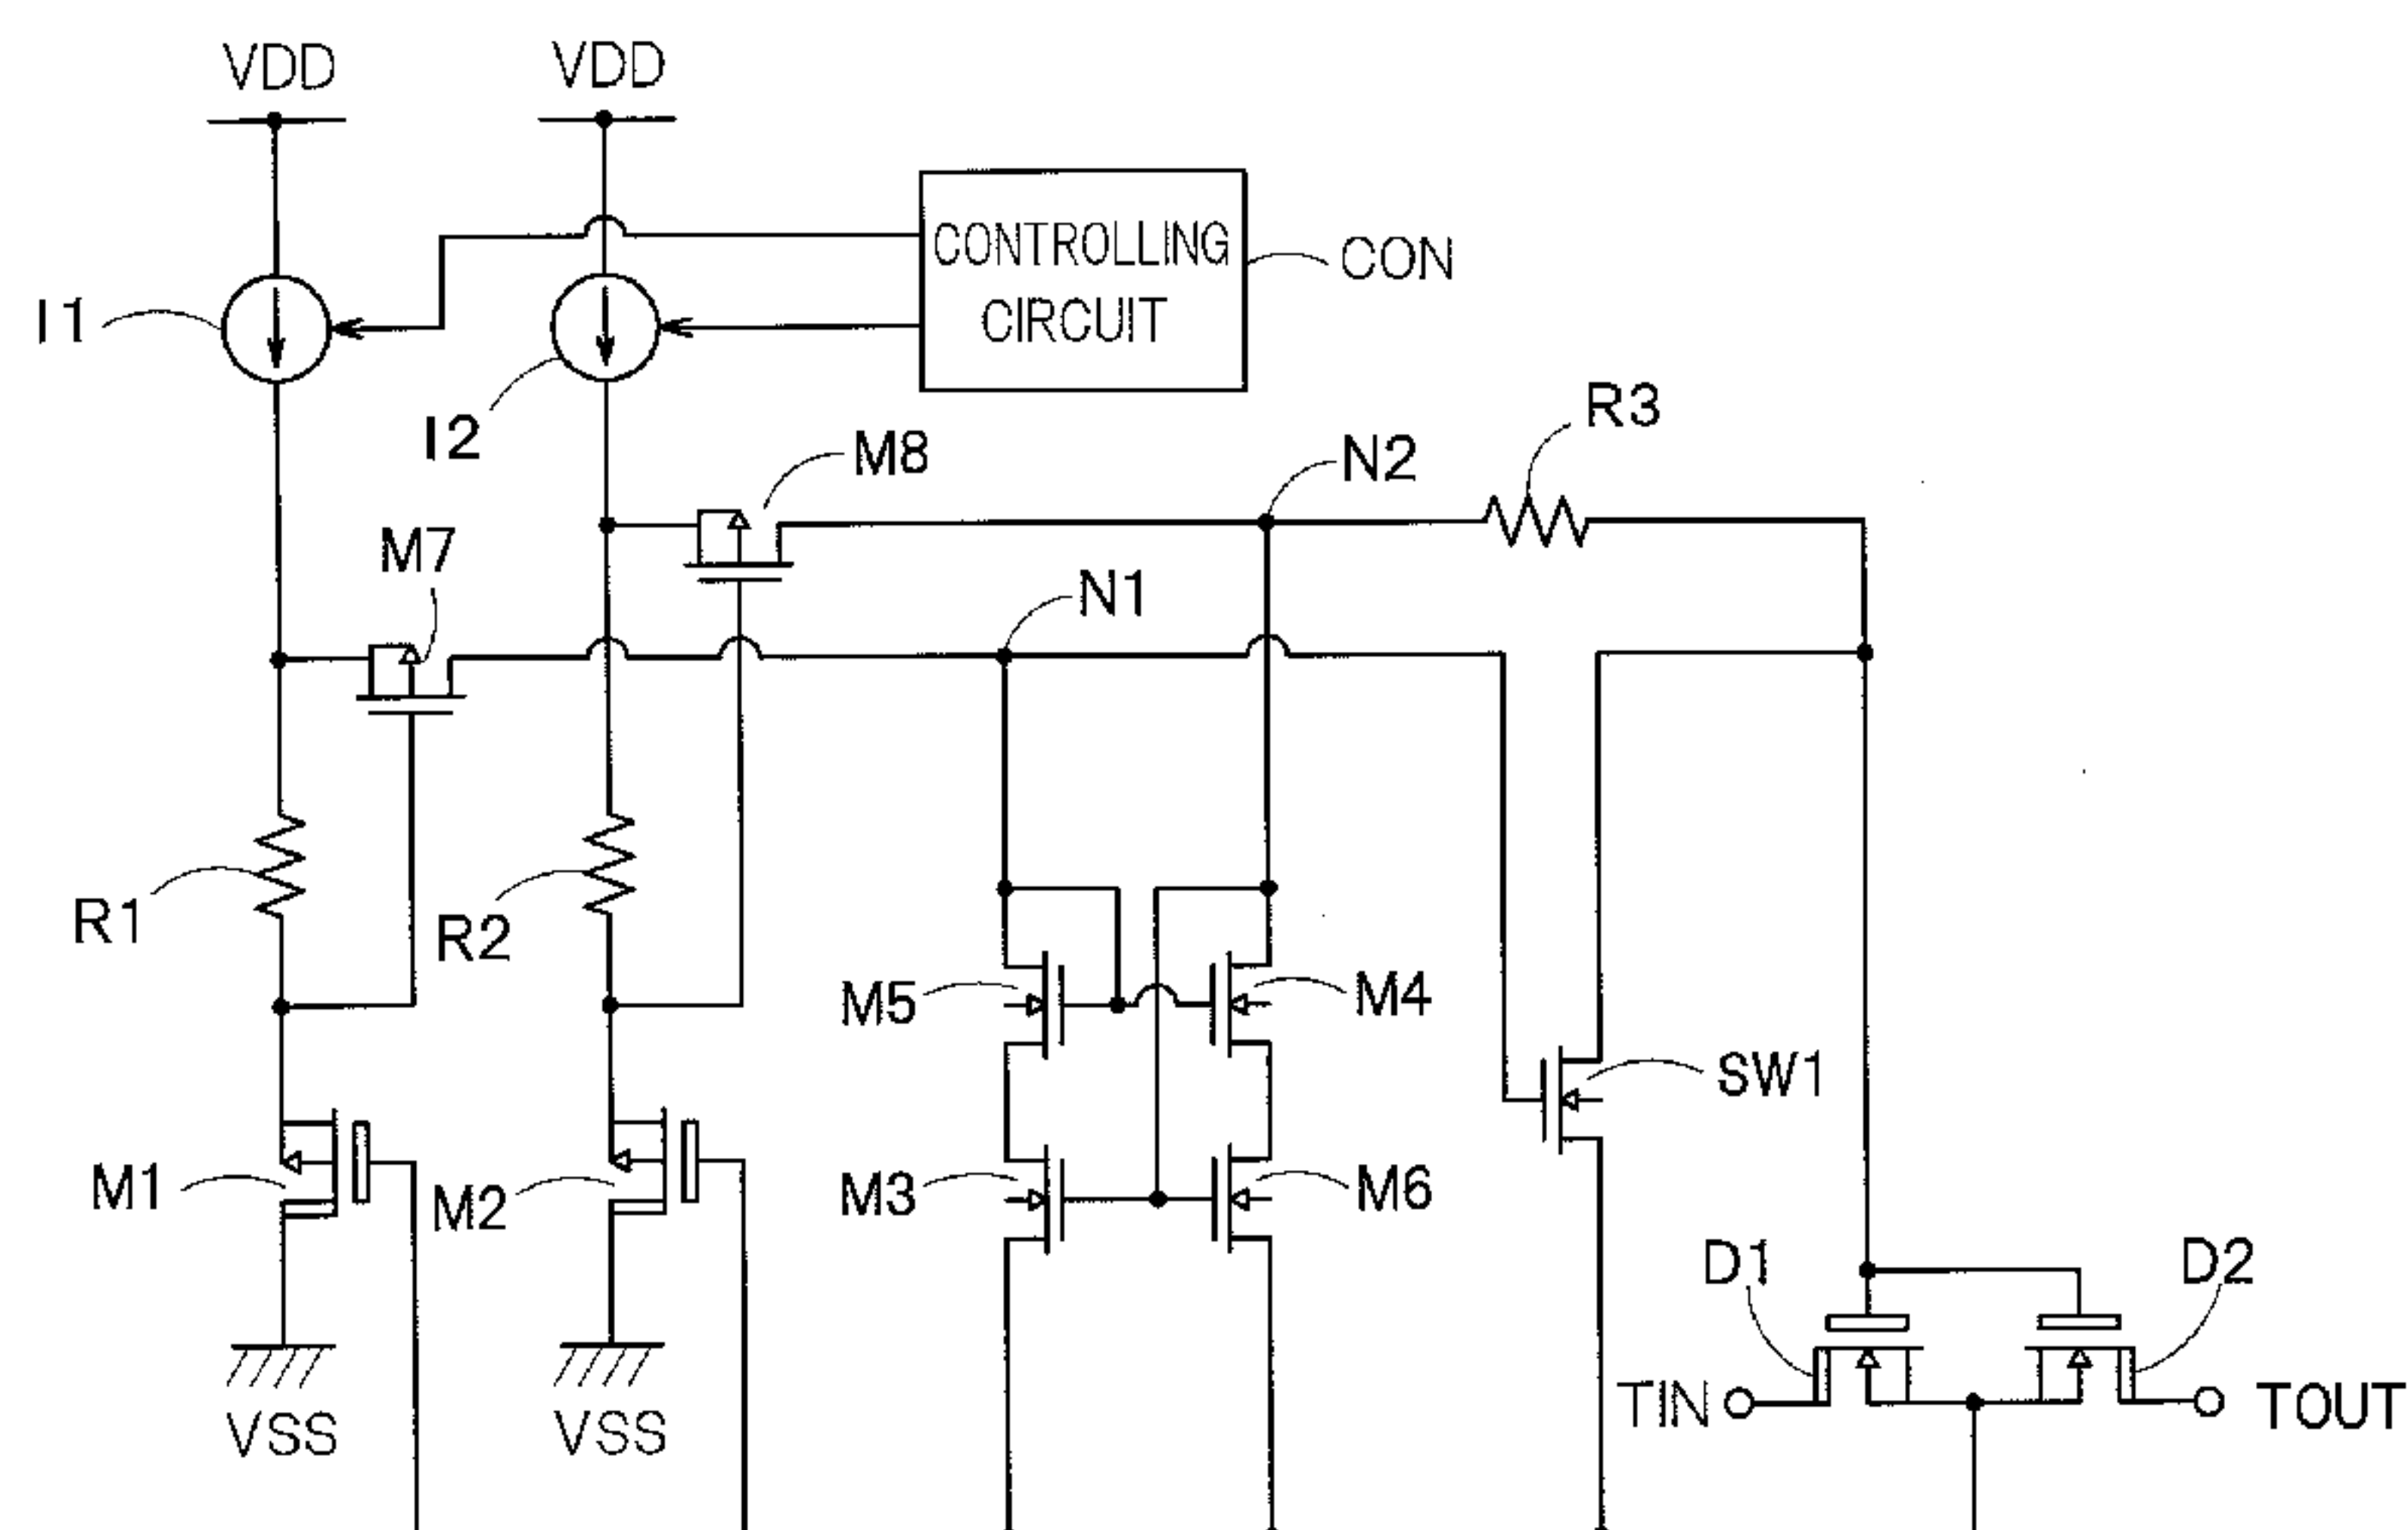 VDD
VDD
CONTROLLING
CIRCUIT
CON
I1
I2
R3
M8
N2
M7
N1
R1
R2
M5
M4
SW1
M1
M2
M3
M6
D1
D2
TIN
TOUT
VSS
VSS